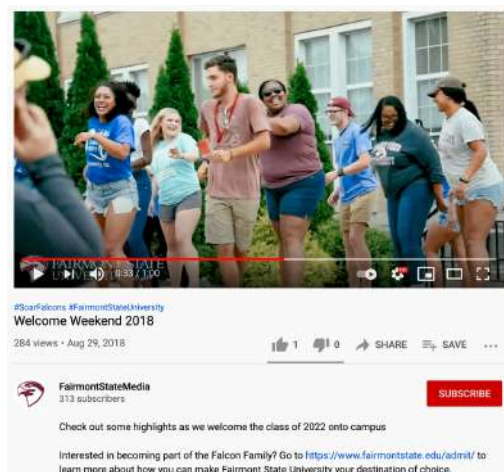 FAIRMONT STATE
UNIVERSITY
0:33 / 1:00
#SoarFalcons #FairmontStateUniversity
Welcome Weekend 2018
284 views • Aug 29, 2018
1
0
SHARE
SAVE
FairmontStateMedia
313 subscribers
SUBSCRIBE
Check out some highlights as we welcome the class of 2022 onto campus
Interested in becoming part of the Falcon Family? Go to https://www.fairmontstate.edu/admit/ to
learn more about how you can make Fairmont State University your destination of choice.